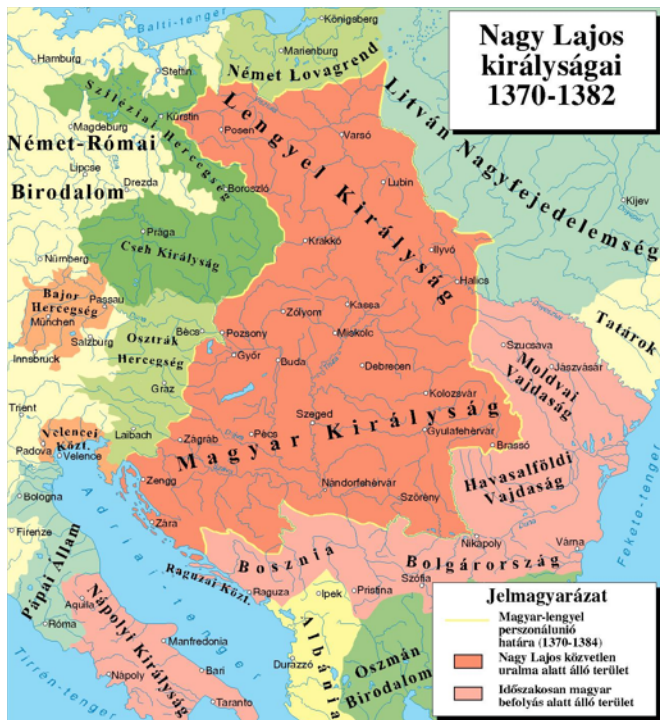 Nagy Lajos
királyságai
1370-1382
Balti-tenger
Königsberg
Marienburg
Német Lovagrend
Hamburg
Stettin
Sziléziai Hercegség
Küstrin
Magdeburg
Német-Római
Birodalom
Lipcse
Drezda
Boroszló
Posen
Varsó
Lengyel Királyság
Lubin
Litván Nagyfejedelemség
Kijev
Prága
Cseh Királyság
Krakkó
Ilyvó
Halics
Nürnberg
Bajor
Hercegség
Passau
München
Salzburg
Innsbruck
Bécs
Osztrák
Hercegség
Graz
Pozsony
Zólyom
Kassa
Miskolc
Győr
Buda
Debrecen
Tatárok
Szucsava
Jászvásár
Moldvai
Vajdaság
Trient
Velencei
Közt.
Padova
Velence
Laibach
Zágráb
Pécs
Szeged
Kolozsvár
Gyulafehérvár
Brassó
Magyar Királyság
Zengg
Nándorfehérvár
Szörény
Havasalföldi
Vajdaság
Zára
Bologna
Firenze
Pápai Állam
Adriai-tenger
Bosznia
Raguzai Közt.
Raguza
Nikápoly
Várna
Bolgárország
Szófia
Pristina
Ipek
Fekete-tenger
Aquila
Róma
Nápolyi Királyság
Manfredonia
Nápoly
Bari
Taranto
Tirrén-tenger
Durazzó
Albánia
Oszmán
Birodalom
Jelmagyarázat
Magyar-lengyel
perszonálunió
határa (1370-1384)
Nagy Lajos közvetlen
uralma alatt álló terület
Időszakosan magyar
befolyás alatt álló terület